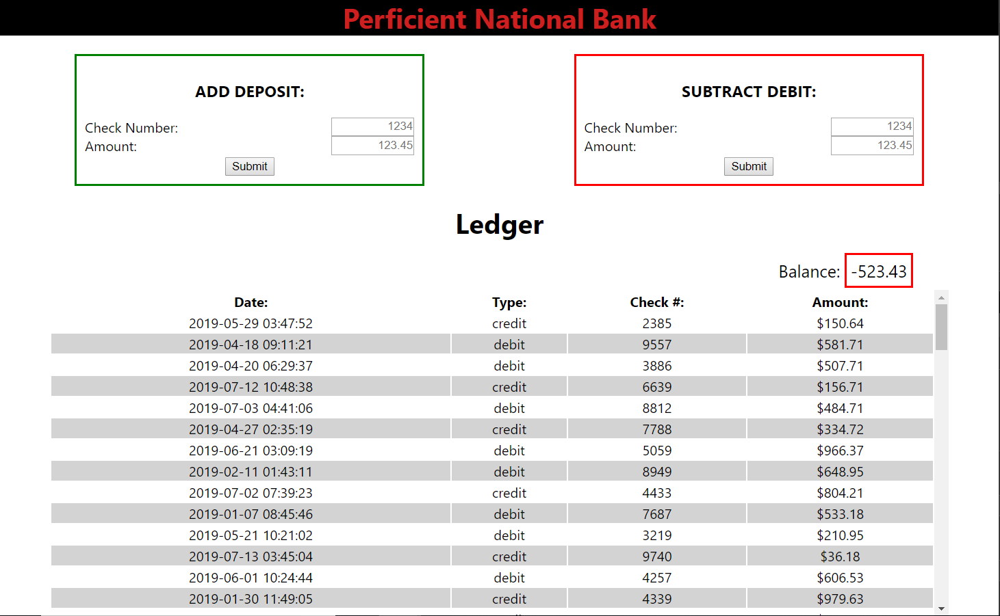 Perficient National Bank
ADD DEPOSIT:
Check Number: 1234
Amount: 123.45
Submit
SUBTRACT DEBIT:
Check Number: 1234
Amount: 123.45
Submit
Ledger
Balance: -523.43
Date: Type: Check #: Amount:
2019-05-29 03:47:52 credit 2385 $150.64
2019-04-18 09:11:21 debit 9557 $581.71
2019-04-20 06:29:37 debit 3886 $507.71
2019-07-12 10:48:38 credit 6639 $156.71
2019-07-03 04:41:06 debit 8812 $484.71
2019-04-27 02:35:19 credit 7788 $334.72
2019-06-21 03:09:19 debit 5059 $966.37
2019-02-11 01:43:11 debit 8949 $648.95
2019-07-02 07:39:23 credit 4433 $804.21
2019-01-07 08:45:46 debit 7687 $533.18
2019-05-21 10:21:02 debit 3219 $210.95
2019-07-13 03:45:04 credit 9740 $36.18
2019-06-01 10:24:44 debit 4257 $606.53
2019-01-30 11:49:05 credit 4339 $979.63